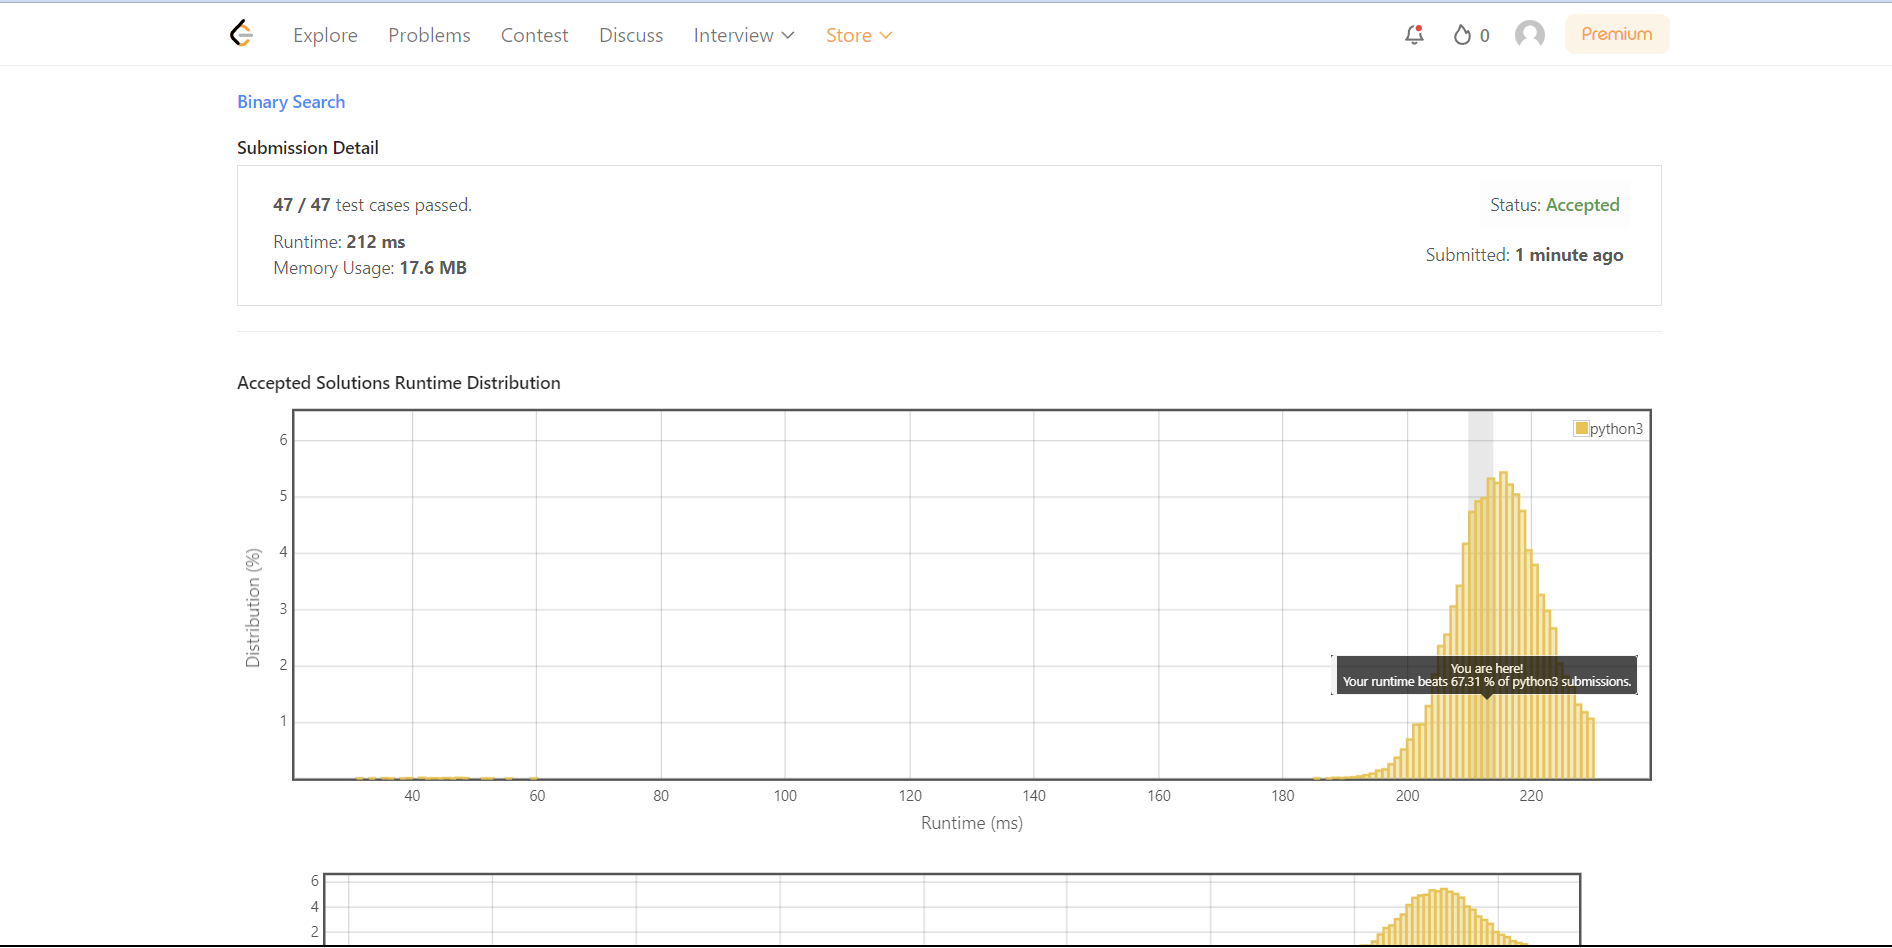 Explore Problems Contest Discuss Interview Store 0 Premium
Binary Search
Submission Detail
47 / 47 test cases passed.
Status: Accepted
Runtime: 212 ms
Submitted: 1 minute ago
Memory Usage: 17.6 MB
Accepted Solutions Runtime Distribution
python3
6
5
4
3
2
1
Distribution (%)
You are here!
Your runtime beats 67.31 % of python3 submissions.
40 60 80 100 120 140 160 180 200 220
Runtime (ms)
6
4
2